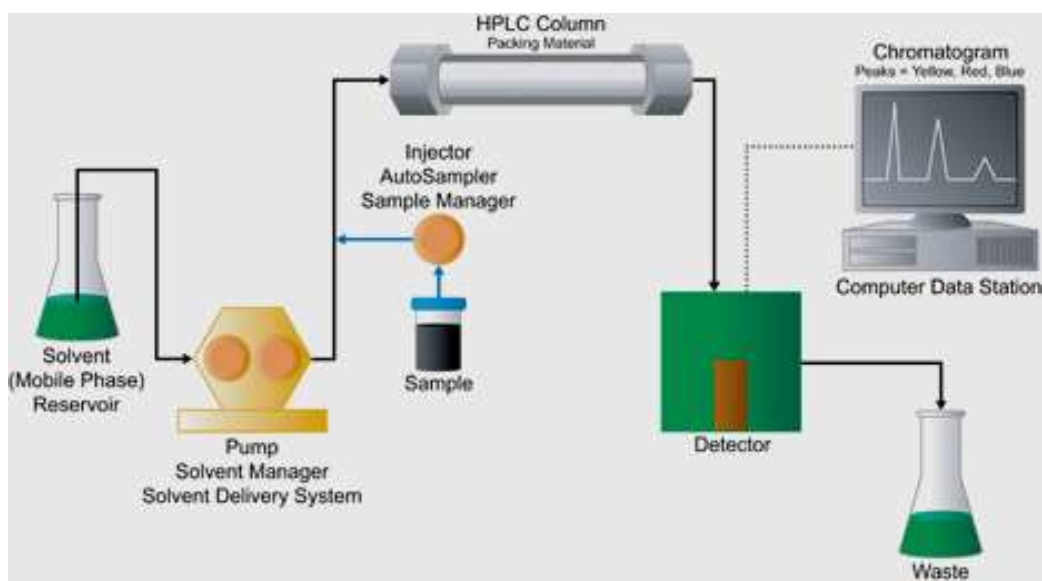 HPLC Column
Packing Material
Chromatogram
Peaks = Yellow, Red, Blue
Injector
AutoSampler
Sample Manager
Solvent
(Mobile Phase)
Reservoir
Sample
Computer Data Station
Pump
Solvent Manager
Solvent Delivery System
Detector
Waste